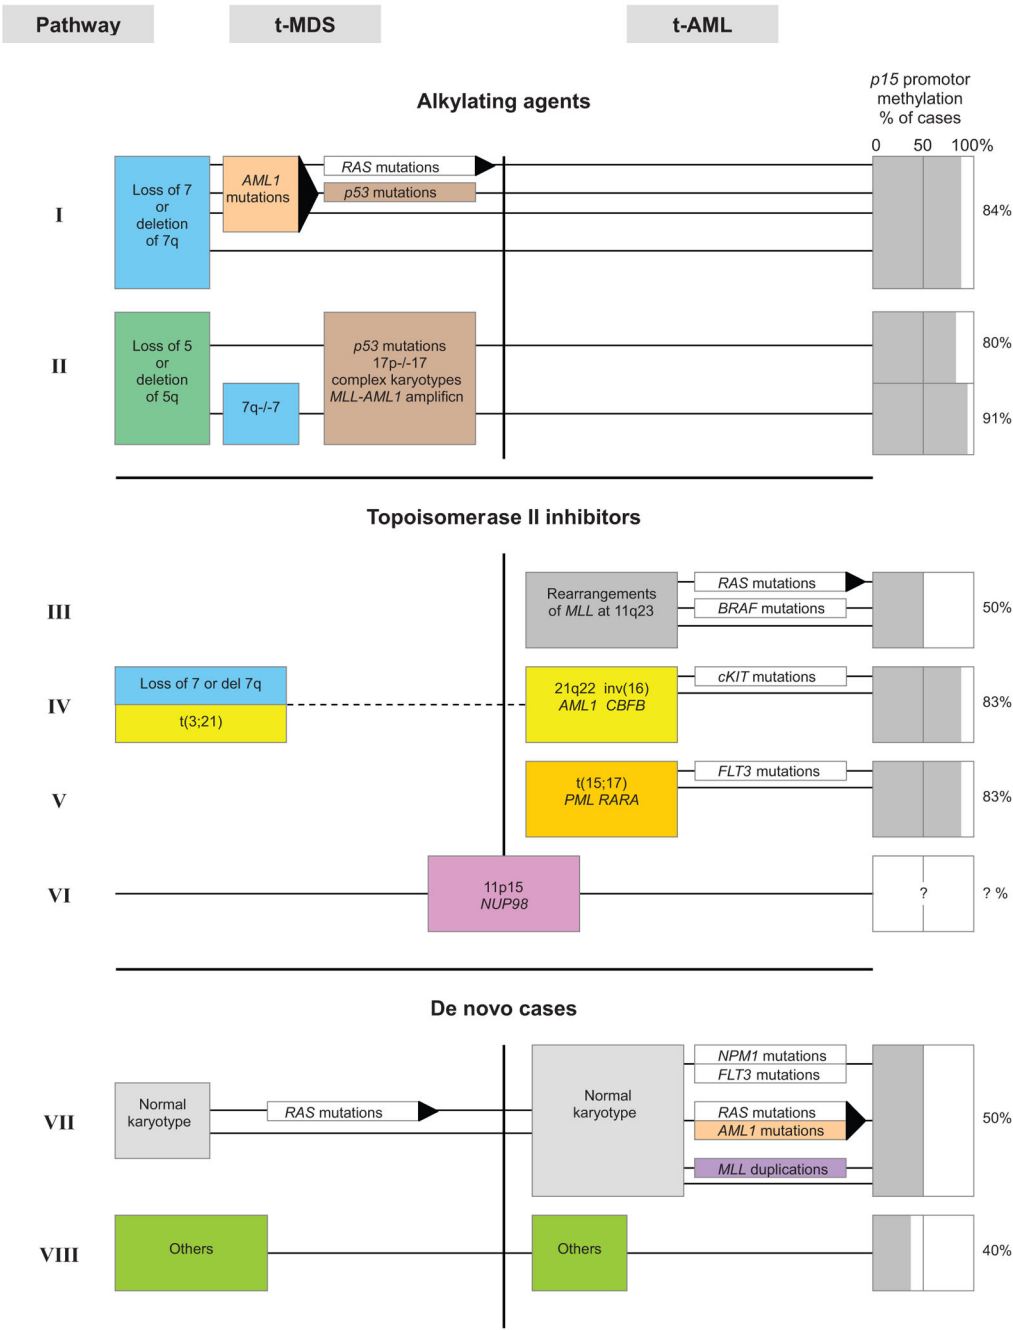 Pathway
t-MDS
t-AML
Alkylating agents
p15 promotor
methylation
% of cases
0 50 100%
I
Loss of 7
or
deletion
of 7q
AML1
mutations
RAS mutations
p53 mutations
84%
II
Loss of 5
or
deletion
of 5q
7q-/-7
p53 mutations
17p-/-17
complex karyotypes
MLL-AML1 amplificn
80%
91%
Topoisomerase II inhibitors
III
Rearrangements
of MLL at 11q23
RAS mutations
BRAF mutations
50%
IV
Loss of 7 or del 7q
t(3;21)
21q22 inv(16)
AML1 CBFB
cKIT mutations
83%
V
t(15;17)
PML RARA
FLT3 mutations
83%
VI
11p15
NUP98
?
? %
De novo cases
VII
Normal
karyotype
RAS mutations
Normal
karyotype
NPM1 mutations
FLT3 mutations
RAS mutations
AML1 mutations
MLL duplications
50%
VIII
Others
Others
40%